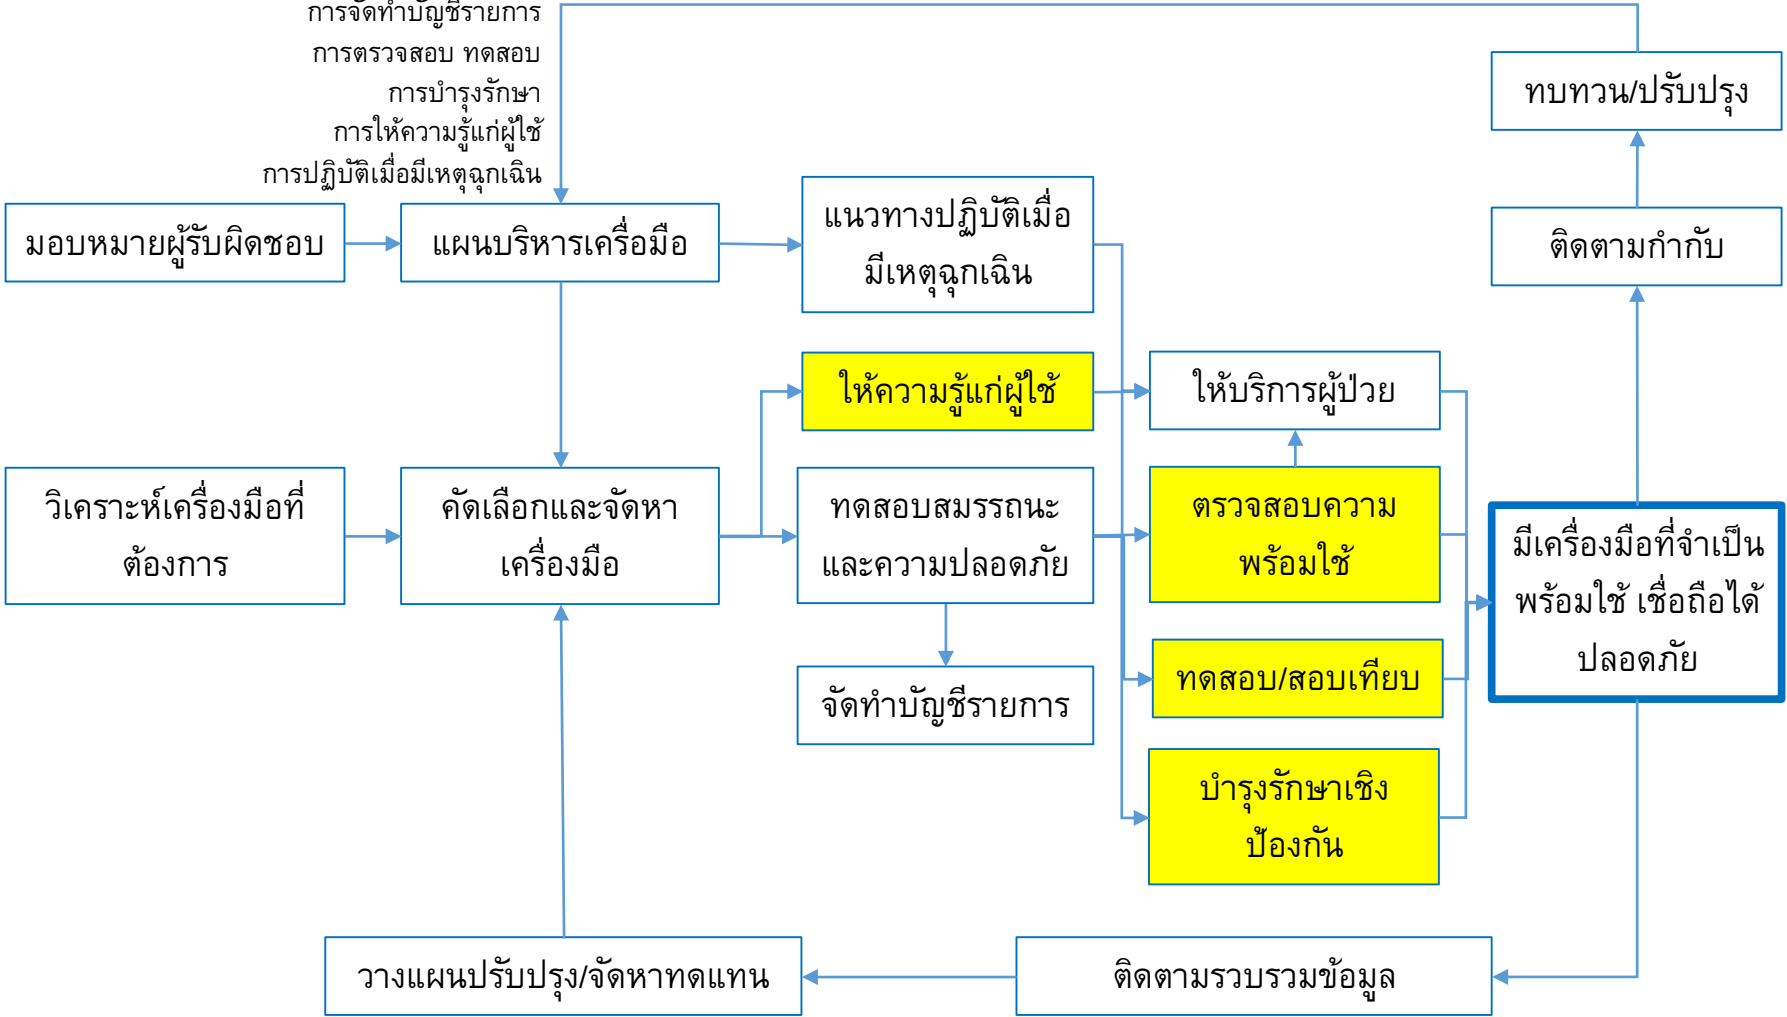 การจัดทำบัญชีรายการ
การตรวจสอบ ทดสอบ
การบำรุงรักษา
การให้ความรู้แก่ผู้ใช้
การปฏิบัติเมื่อมีเหตุฉุกเฉิน
ทบทวน/ปรับปรุง
มอบหมายผู้รับผิดชอบ
แผนบริหารเครื่อมือ
แนวทางปฏิบัติเมื่อ
มีเหตุฉุกเฉิน
ติดตามกำกับ
ให้ความรู้แก่ผู้ใช้
ให้บริการผู้ป่วย
วิเคราะห์เครื่องมือที่
ต้องการ
คัดเลือกและจัดหา
เครื่องมือ
ทดสอบสมรรถนะ
และความปลอดภัย
ตรวจสอบความ
พร้อมใช้
มีเครื่องมือที่จำเป็น
พร้อมใช้ เชื่อถือได้
ปลอดภัย
จัดทำบัญชีรายการ
ทดสอบ/สอบเทียบ
บำรุงรักษาเชิง
ป้องกัน
วางแผนปรับปรุง/จัดหาทดแทน
ติดตามรวบรวมข้อมูล